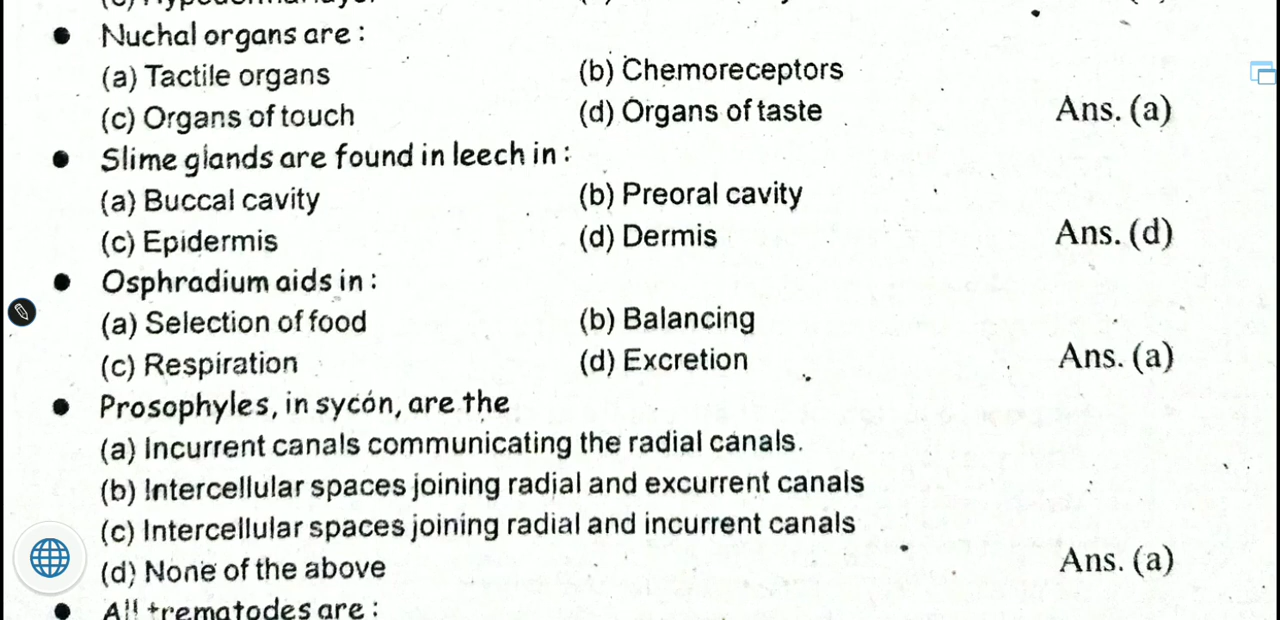 Nuchal organs are :
(a) Tactile organs (b) Chemoreceptors
(c) Organs of touch (d) Organs of taste Ans. (a)
Slime glands are found in leech in :
(a) Buccal cavity (b) Preoral cavity
(c) Epidermis (d) Dermis Ans. (d)
Osphradium aids in :
(a) Selection of food (b) Balancing
(c) Respiration (d) Excretion Ans. (a)
Prosophyles, in sycon, are the
(a) Incurrent canals communicating the radial canals.
(b) Intercellular spaces joining radial and excurrent canals
(c) Intercellular spaces joining radial and incurrent canals
(d) None of the above Ans. (a)
All trematodes are :